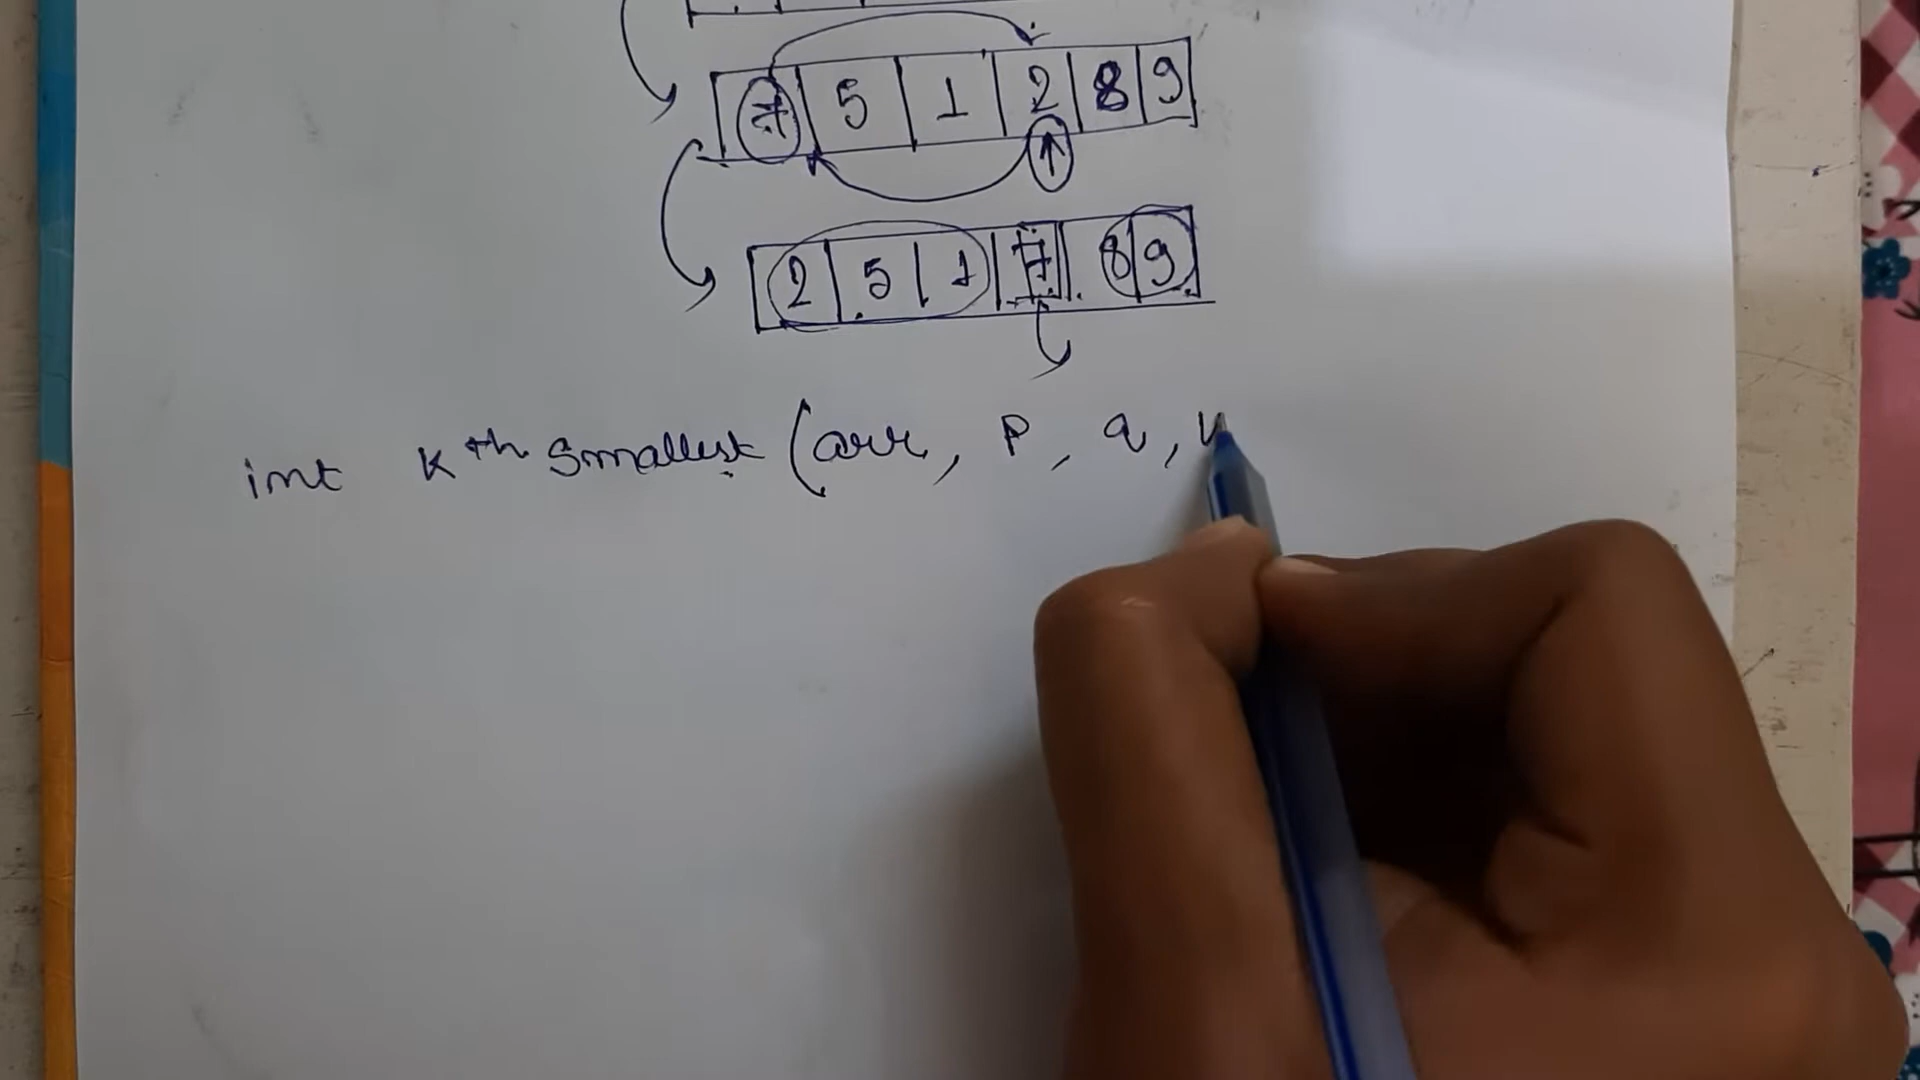 7 5 1 2 8 9
2 5 1 7 8 9
int kth smallest (arr, P, q, k